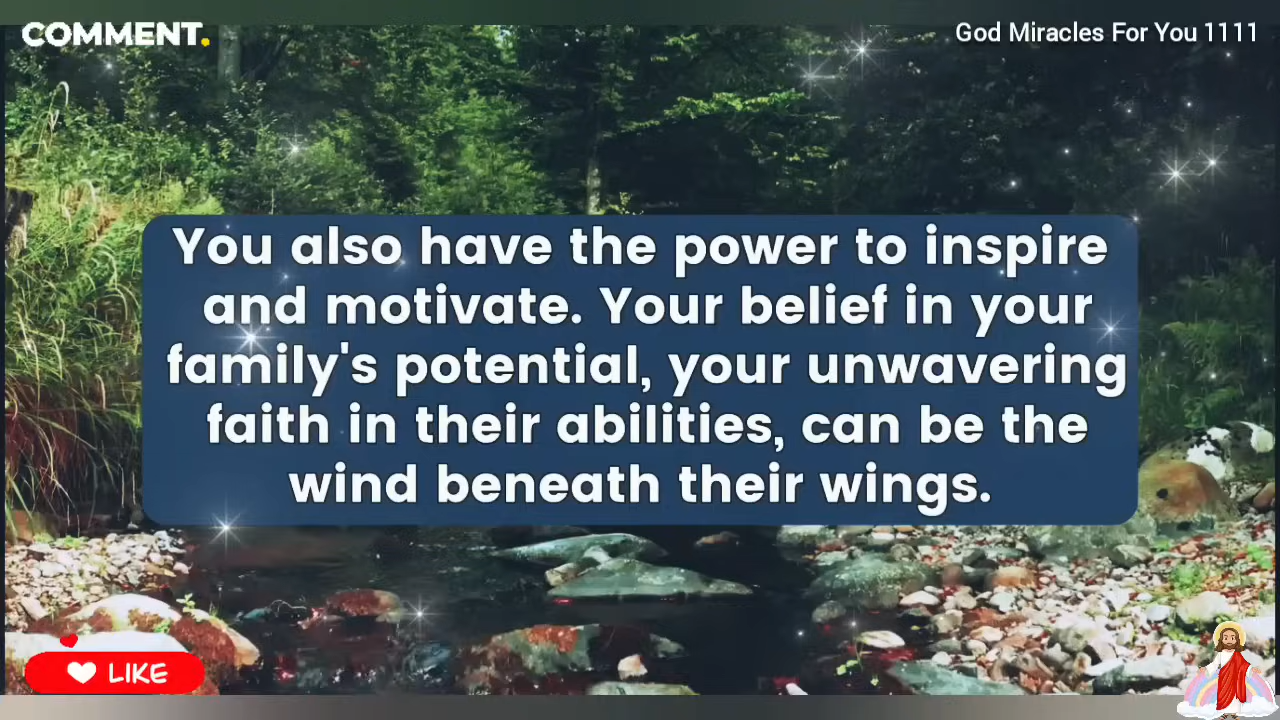 COMMENT.
God Miracles For You 1111
You also have the power to inspire
and motivate. Your belief in your
family's potential, your unwavering
faith in their abilities, can be the
wind beneath their wings.
LIKE